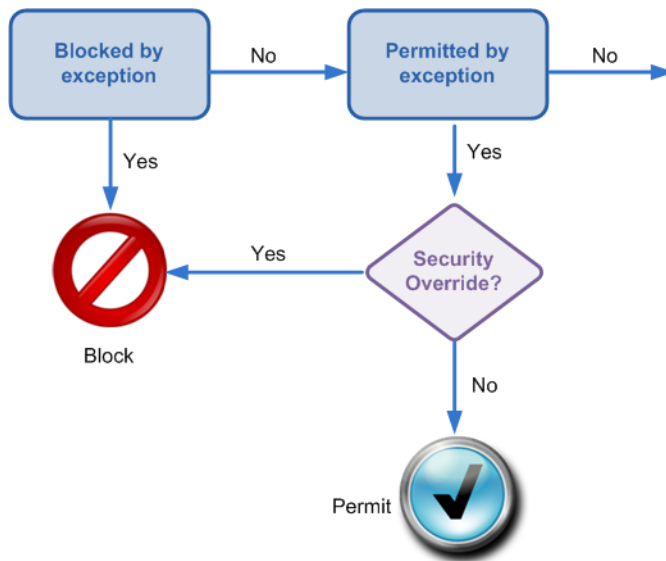 Blocked by
exception
No
Permitted by
exception
No
Yes
Yes
Security
Override?
Yes
Block
No
Permit